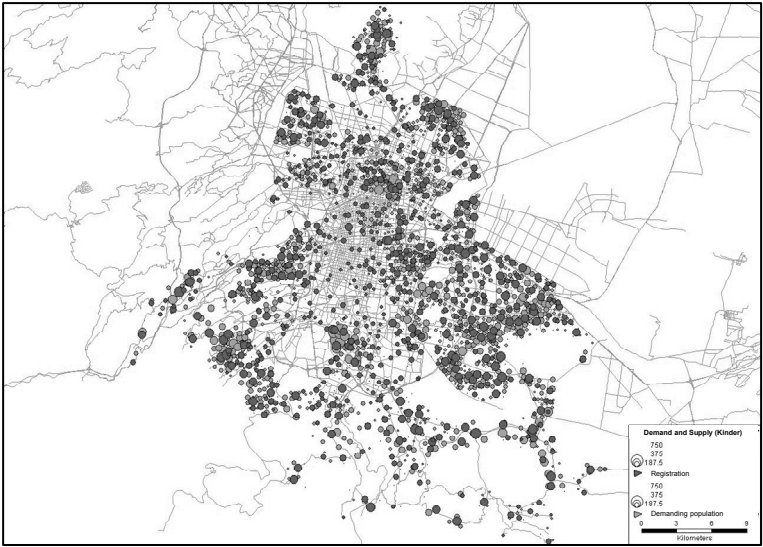 Demand and Supply (Kinder)
750
375
187.5
Registration
750
375
187.5
Demanding population
0 3 6 9
Kilometers